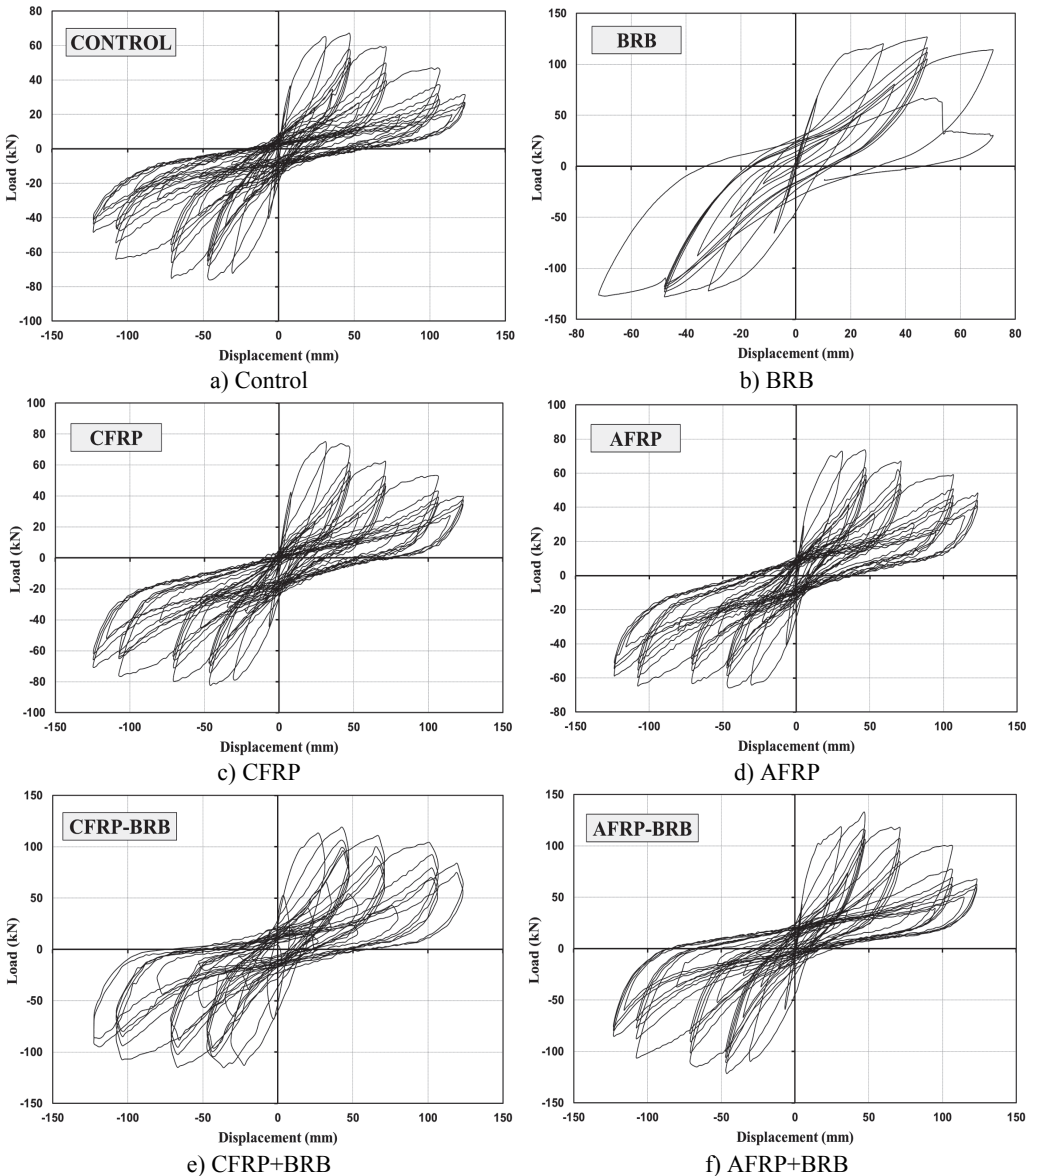 CONTROL
Load (kN)
80
60
40
20
0
-20
-40
-60
-80
-100
-150 -100 -50 0 50 100 150
Displacement (mm)
a) Control
BRB
Load (kN)
150
100
50
0
-50
-100
-150
-80 -60 -40 -20 0 20 40 60 80
Displacement (mm)
b) BRB
CFRP
Load (kN)
100
80
60
40
20
0
-20
-40
-60
-80
-100
-150 -100 -50 0 50 100 150
Displacement (mm)
c) CFRP
AFRP
Load (kN)
100
80
60
40
20
0
-20
-40
-60
-80
-150 -100 -50 0 50 100 150
Displacement (mm)
d) AFRP
CFRP-BRB
Load (kN)
150
100
50
0
-50
-100
-150
-150 -100 -50 0 50 100 150
Displacement (mm)
e) CFRP+BRB
AFRP-BRB
Load (kN)
150
100
50
0
-50
-100
-150
-150 -100 -50 0 50 100 150
Displacement (mm)
f) AFRP+BRB